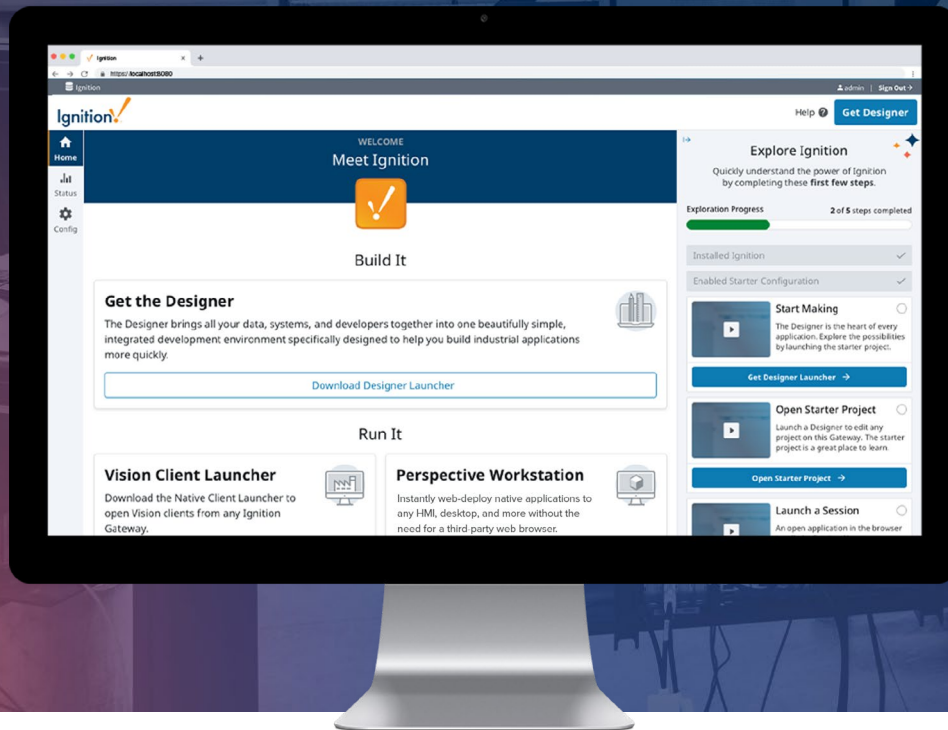 Ignition
https://localhost:8080
Ignition
admin | Sign Out
Ignition!
Help
Get Designer
Home
Status
Config
WELCOME
Meet Ignition
Build It
Get the Designer
The Designer brings all your data, systems, and developers together into one beautifully simple,
integrated development environment specifically designed to help you build industrial applications
more quickly.
Download Designer Launcher
Run It
Vision Client Launcher
Download the Native Client Launcher to
open Vision clients from any Ignition
Gateway.
Perspective Workstation
Instantly web-deploy native applications to
any HMI, desktop, and more without the
need for a third-party web browser.
Explore Ignition
Quickly understand the power of Ignition
by completing these first few steps.
Exploration Progress
2 of 5 steps completed
Installed Ignition
Enabled Starter Configuration
Start Making
The Designer is the heart of every
application. Explore the possibilities
by launching the starter project.
Get Designer Launcher
Open Starter Project
Launch a Designer to edit any
project on this Gateway. The starter
project is a great place to learn.
Open Starter Project
Launch a Session
An open application in the browser